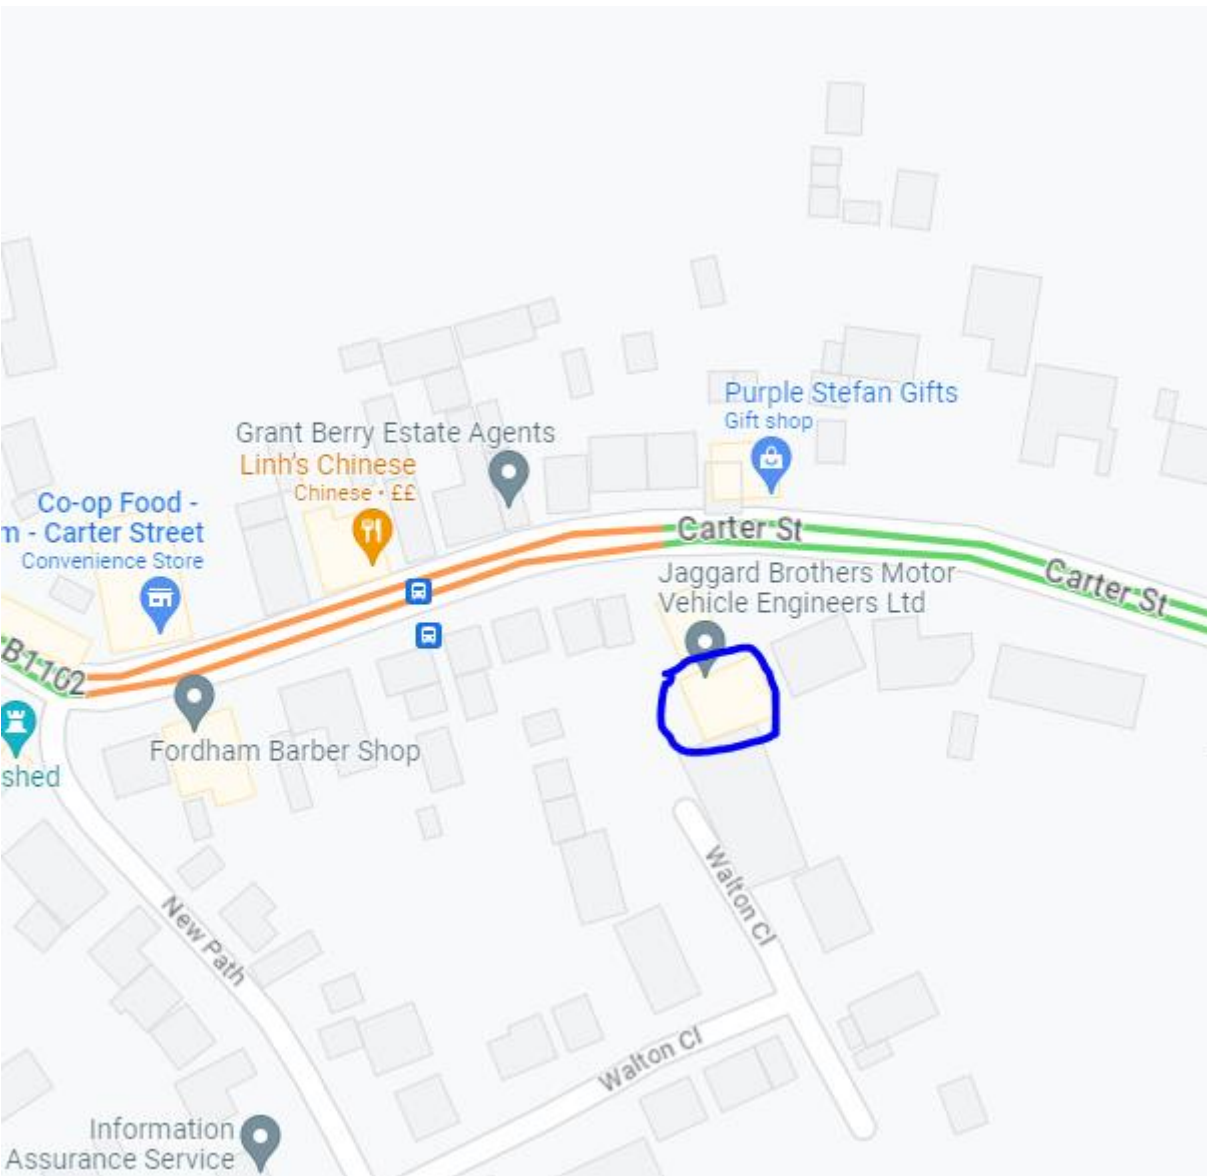 Purple Stefan Gifts
Gift shop
Grant Berry Estate Agents
Linh's Chinese
Chinese · ££
Co-op Food -
m - Carter Street
Convenience Store
Carter St
Carter St
Jaggard Brothers Motor
Vehicle Engineers Ltd
B1102
Fordham Barber Shop
shed
New Path
Walton Cl
Walton Cl
Information
Assurance Service